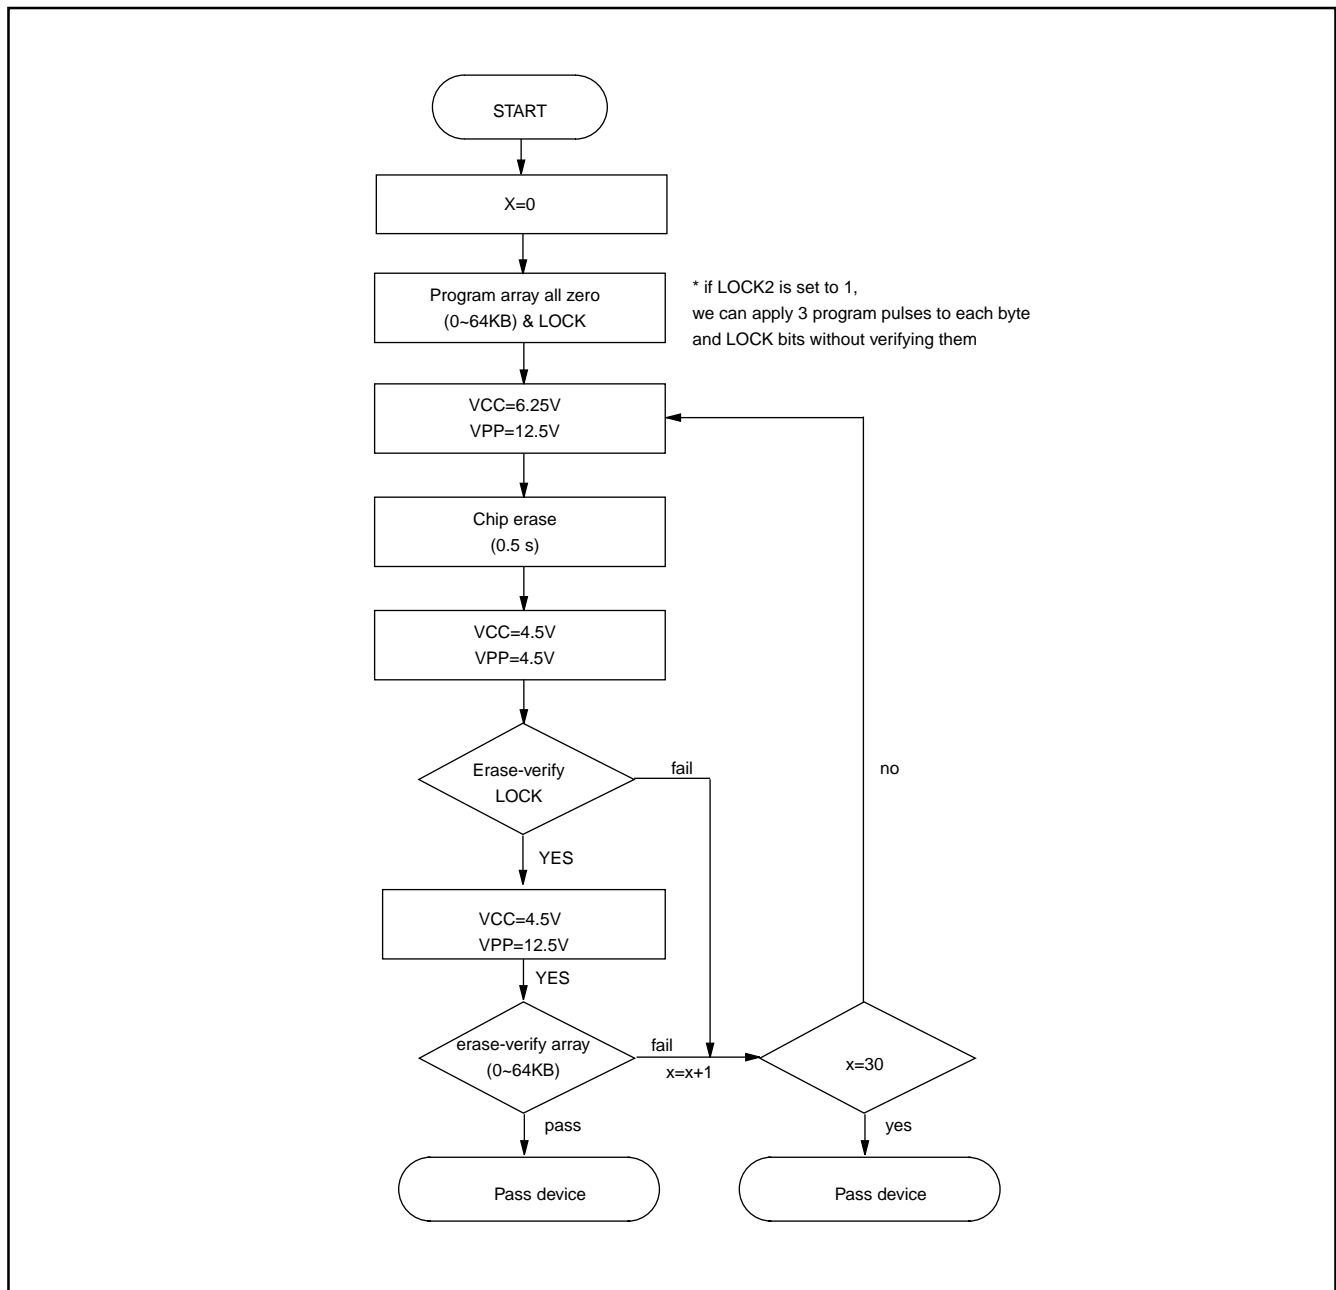 START
X=0
Program array all zero
(0~64KB) & LOCK
* if LOCK2 is set to 1,
we can apply 3 program pulses to each byte
and LOCK bits without verifying them
VCC=6.25V
VPP=12.5V
Chip erase
(0.5 s)
VCC=4.5V
VPP=4.5V
Erase-verify
LOCK
fail
no
YES
VCC=4.5V
VPP=12.5V
YES
erase-verify array
(0~64KB)
fail
x=x+1
x=30
pass
yes
Pass device
Pass device